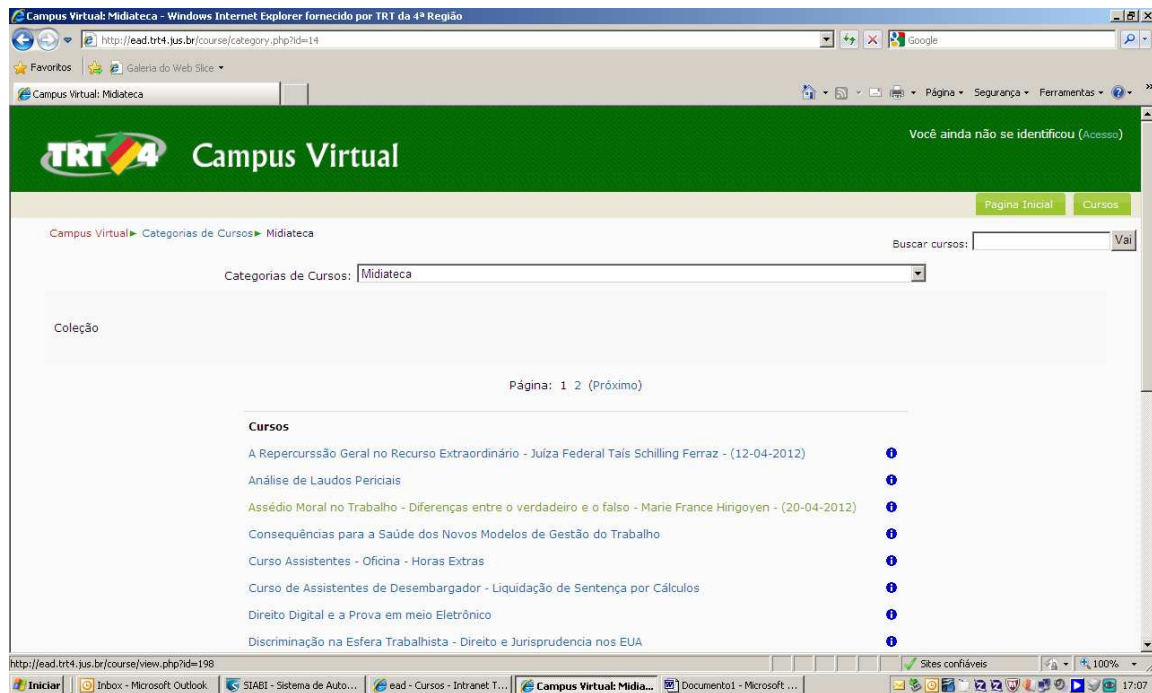 Campus Virtual: Midiateca - Windows Internet Explorer fornecido por TRT da 4ª Região
http://ead.trt4.jus.br/course/category.php?id=14
Google
Favoritos Galeria do Web Slice
Campus Virtual: Midiateca
Página Segurança Ferramentas
TRT 4 Campus Virtual
Você ainda não se identificou (Acesso)
Pagina Inicial Cursos
Campus Virtual► Categorias de Cursos► Midiateca
Buscar cursos: Vai
Categorias de Cursos: Midiateca
Coleção
Página: 1 2 (Próximo)
Cursos
A Repercurssão Geral no Recurso Extraordinário - Juíza Federal Taís Schilling Ferraz - (12-04-2012)
Análise de Laudos Periciais
Assédio Moral no Trabalho - Diferenças entre o verdadeiro e o falso - Marie France Hirigoyen - (20-04-2012)
Consequências para a Saúde dos Novos Modelos de Gestão do Trabalho
Curso Assistentes - Oficina - Horas Extras
Curso de Assistentes de Desembargador - Liquidação de Sentença por Cálculos
Direito Digital e a Prova em meio Eletrônico
Discriminação na Esfera Trabalhista - Direito e Jurisprudencia nos EUA
http://ead.trt4.jus.br/course/view.php?id=198
Sites confiáveis 100%
Iniciar Inbox - Microsoft Outlook SIABI - Sistema de Auto... ead - Cursos - Intranet T... Campus Virtual: Midia... Documento1 - Microsoft ... 17:07